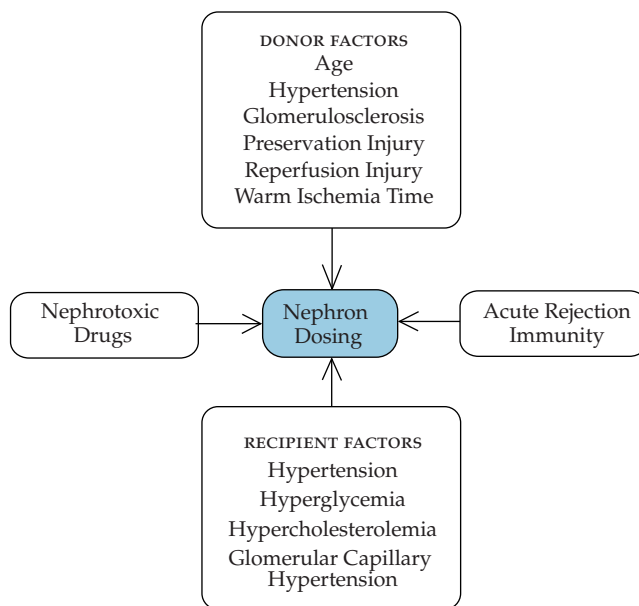 DONOR FACTORS
Age
Hypertension
Glomerulosclerosis
Preservation Injury
Reperfusion Injury
Warm Ischemia Time
Nephrotoxic
Drugs
Nephron
Dosing
Acute Rejection
Immunity
RECIPIENT FACTORS
Hypertension
Hyperglycemia
Hypercholesterolemia
Glomerular Capillary
Hypertension